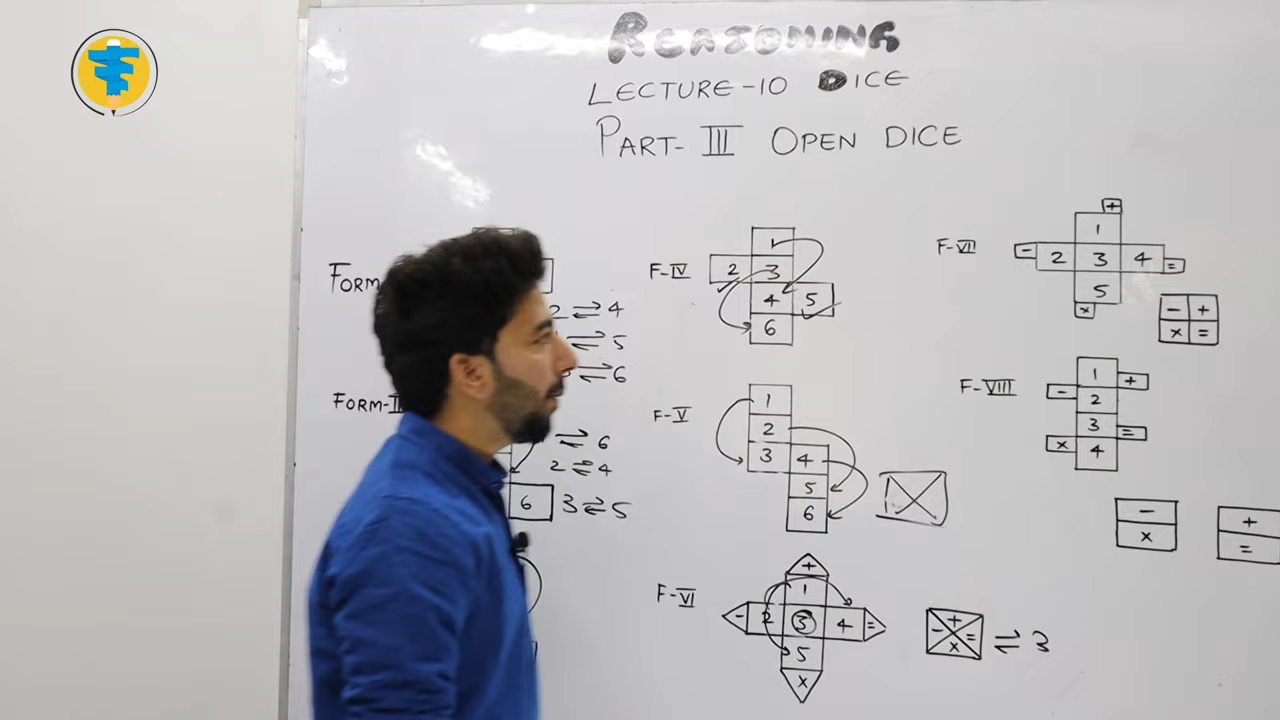 REASONING
LECTURE-10 DICE
PART-III OPEN DICE
FORM
2 ⇌ 4
⇌ 5
⇌ 6
FORM-II
⇌ 6
2 ⇌ 4
6 3 ⇌ 5
F-IV
1
2 3
4 5
6
F-V
1
2
3 4
5
6
F-VI
+
1
- 2 3 4 =
5
x
+
- =
x
⇌ 3
F-VII
+
1
- 2 3 4 =
5
x
- +
x =
F-VIII
1 +
- 2
3 =
x 4
-
x
+
=